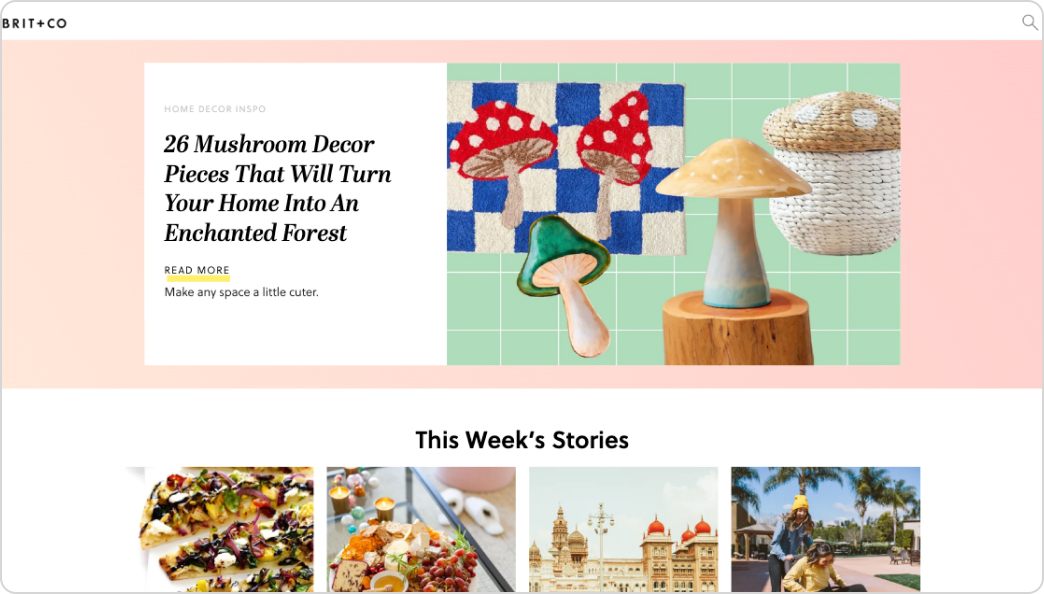 BRIT+CO
HOME DECOR INSPO
26 Mushroom Decor
Pieces That Will Turn
Your Home Into An
Enchanted Forest
READ MORE
Make any space a little cuter.
This Week's Stories